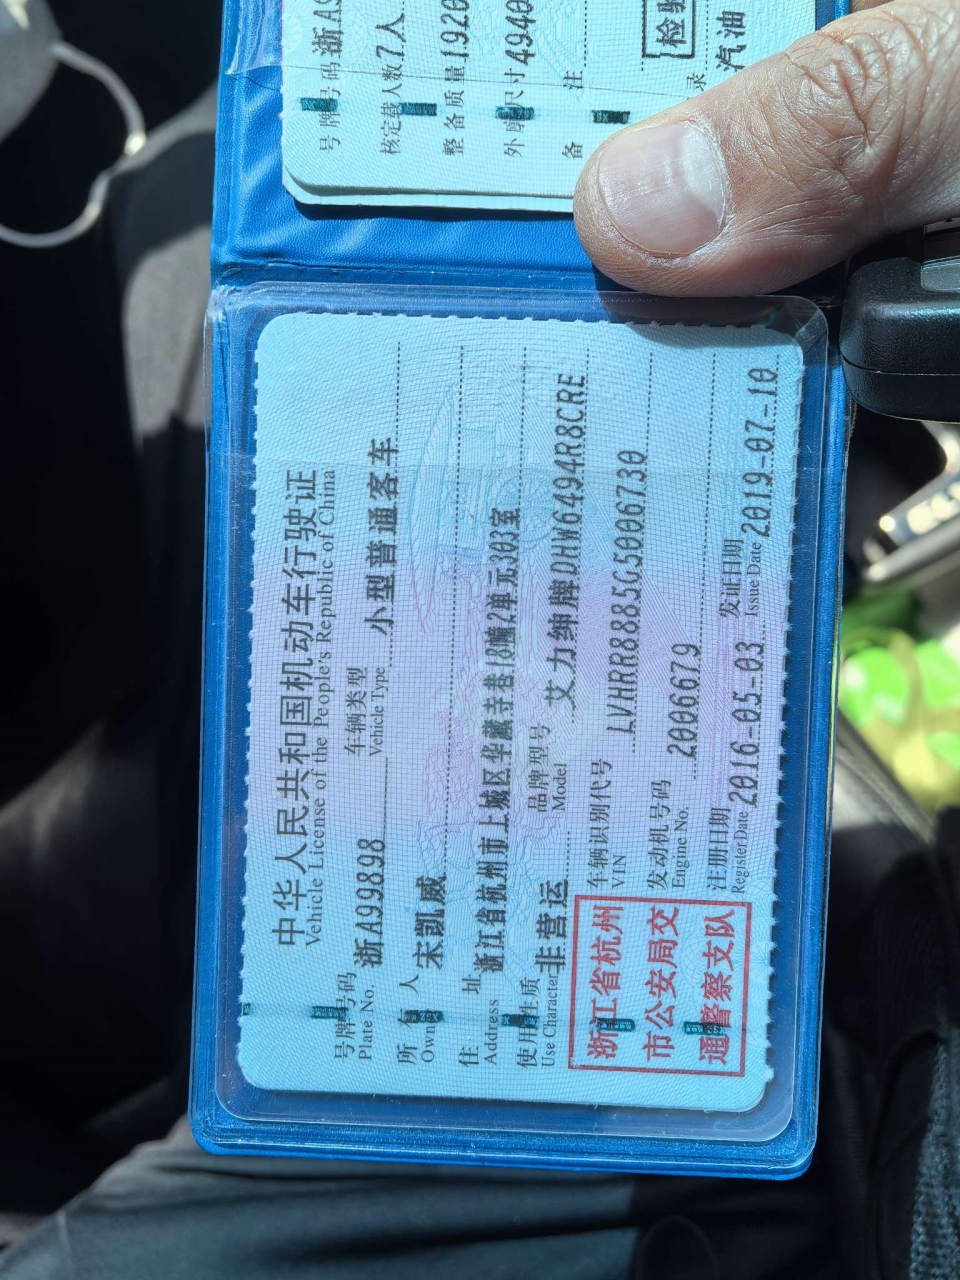 号牌号码 浙A9
核定载人数 7人
整备质量 1920
外廓尺寸 4940
备 注
检验
录 汽油
中华人民共和国机动车行驶证
Vehicle License of the People's Republic of China
号牌号码 浙A99898 车辆类型 小型普通客车
Plate No. Vehicle Type
所有人 宋凯威
Owner
住 址 浙江省杭州市上城区华藏寺巷18幢2单元303室
Address
使用性质 非营运 品牌型号 艾力绅牌DHW6494R8CRE
Use Character Model
浙江省杭州
市公安局交
通警察支队
车辆识别代号 LVHRR8885G5006730
VIN
发动机号码 2006679
Engine No.
注册日期 2016-05-03 发证日期 2019-07-10
Register Date Issue Date